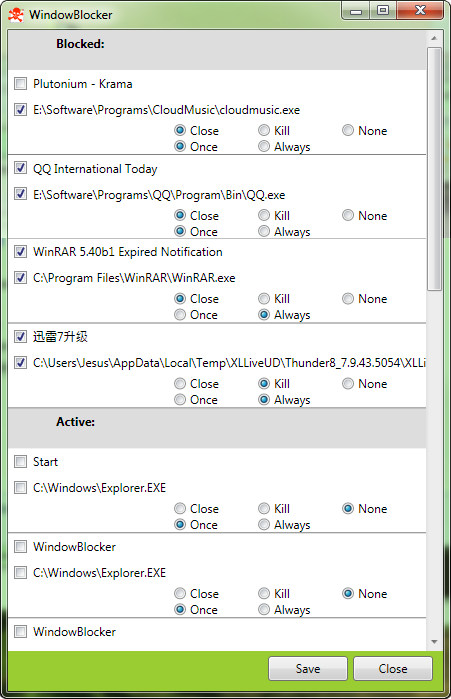 WindowBlocker
Blocked:
Plutonium - Krama
E:\Software\Programs\CloudMusic\cloudmusic.exe
Close Kill None
Once Always
QQ International Today
E:\Software\Programs\QQ\Program\Bin\QQ.exe
Close Kill None
Once Always
WinRAR 5.40b1 Expired Notification
C:\Program Files\WinRAR\WinRAR.exe
Close Kill None
Once Always
迅雷7升级
C:\Users\Jesus\AppData\Local\Temp\XLLiveUD\Thunder8_7.9.43.5054\XLLi
Close Kill None
Once Always
Active:
Start
C:\Windows\Explorer.EXE
Close Kill None
Once Always
WindowBlocker
C:\Windows\Explorer.EXE
Close Kill None
Once Always
WindowBlocker
Save Close